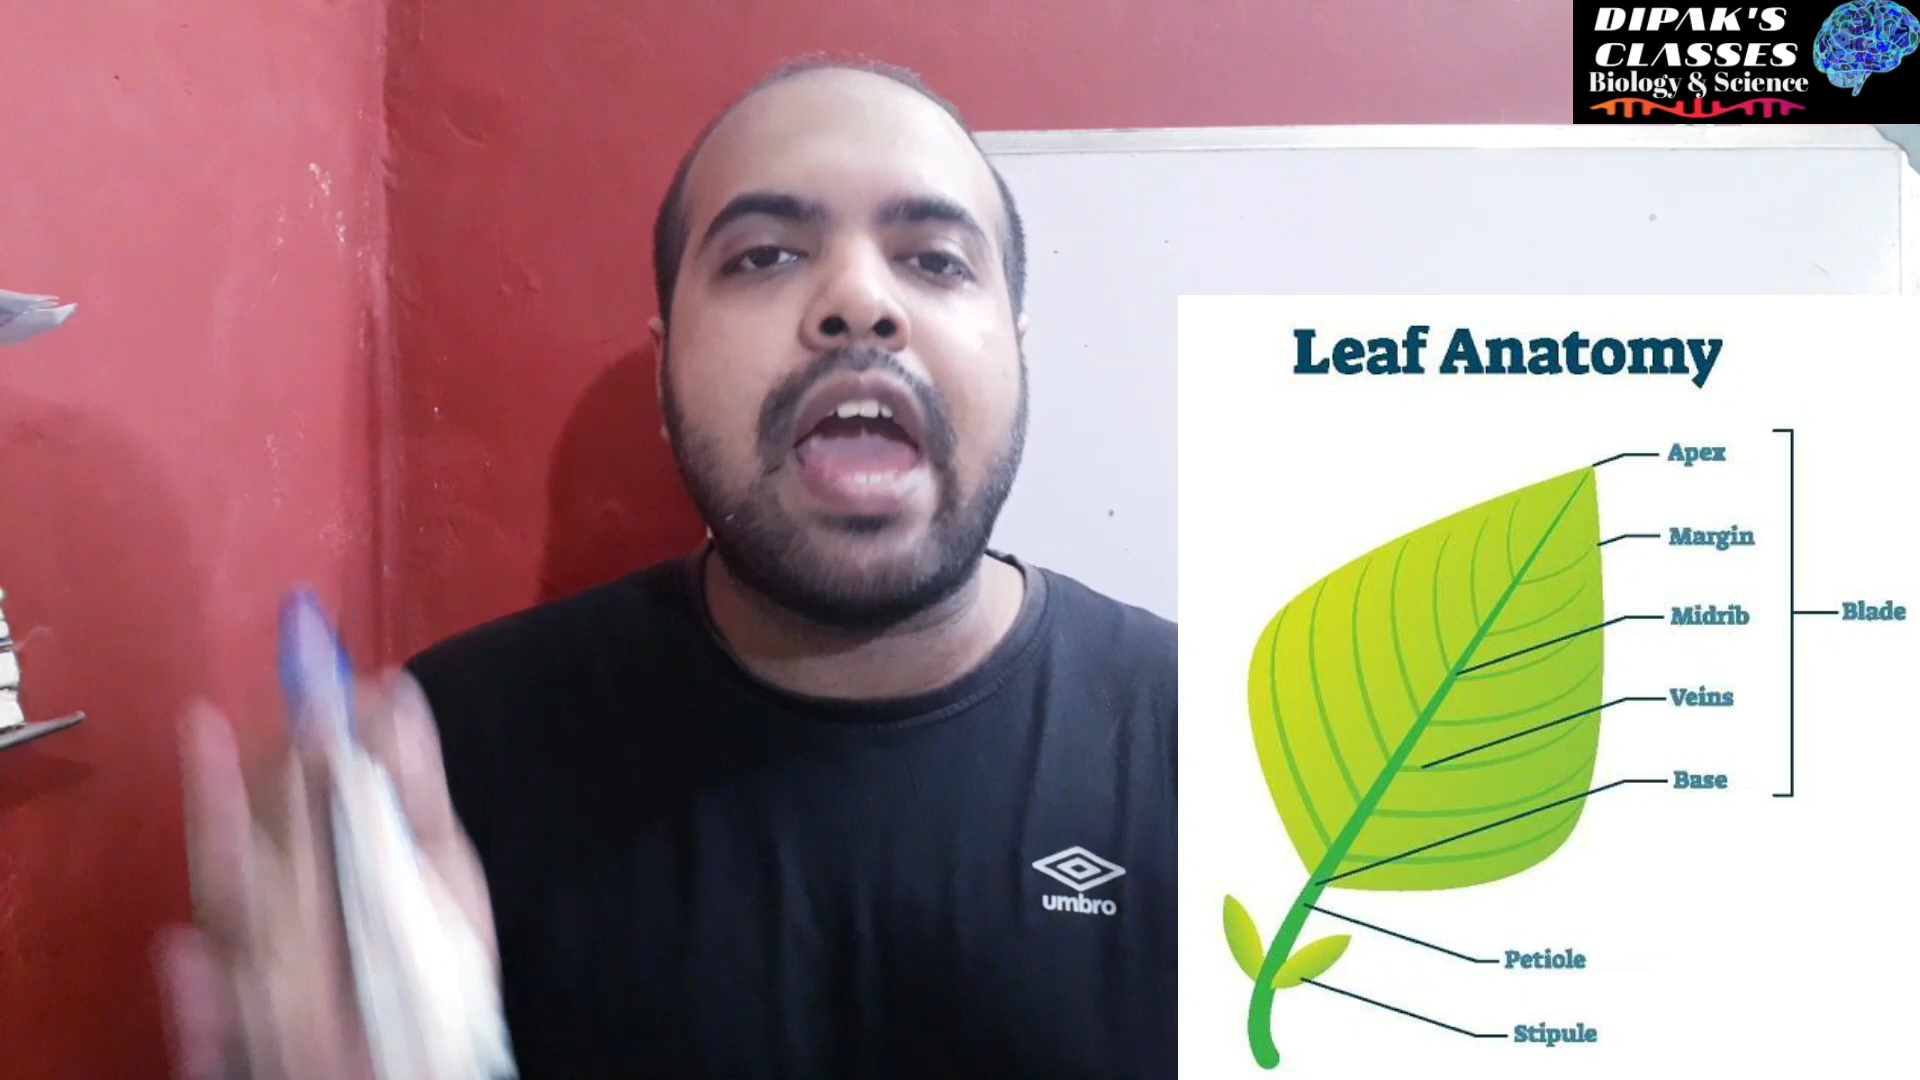 DIPAK'S
CLASSES
Biology & Science
Leaf Anatomy
Apex
Margin
Midrib
Blade
Veins
Base
Petiole
Stipule
umbro